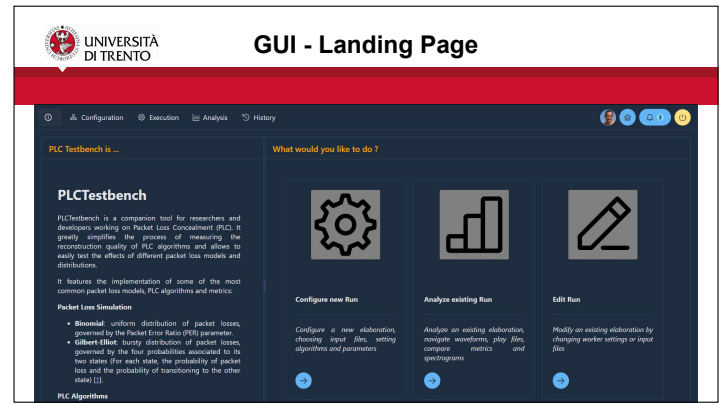 UNIVERSITÀ
DI TRENTO
GUI - Landing Page
Configuration
Execution
Analysis
History
3
PLC Testbench is ...
What would you like to do ?
PLCTestbench
PLCTestbench is a companion tool for researchers and
developers working on Packet Loss Concealment (PLC). It
greatly simplifies the process of measuring the
reconstruction quality of PLC algorithms and allows to
easily test the effects of different packet loss models and
distributions.
It features the implementation of some of the most
common packet loss models, PLC algorithms and metrics:
Packet Loss Simulation
• Binomial: uniform distribution of packet losses,
governed by the Packet Error Ratio (PER) parameter.
• Gilbert-Elliot: bursty distribution of packet losses,
governed by the four probabilities associated to its
two states (For each state, the probability of packet
loss and the probability of transitioning to the other
state) [1].
PLC Algorithms
Configure new Run
Configure a new elaboration,
choosing input files, setting
algorithms and parameters
Analyze existing Run
Analyze an existing elaboration,
navigate waveforms, play files,
compare metrics and
spectrograms
Edit Run
Modify an existing elaboration by
changing worker settings or input
files